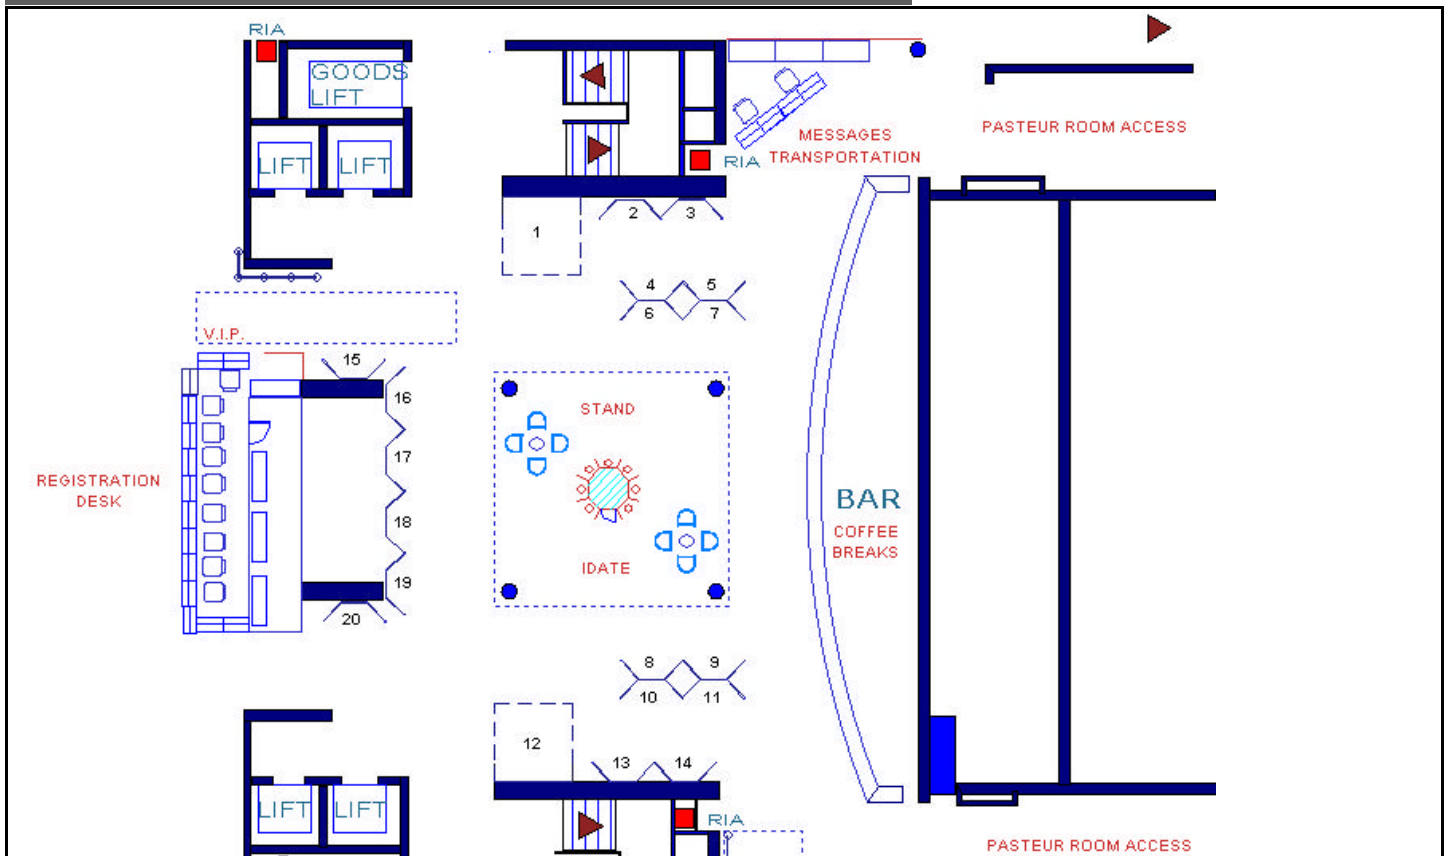 RIA
GOODS
LIFT
PASTEUR ROOM ACCESS
MESSAGES
TRANSPORTATION
RIA
LIFT
LIFT
1
2
3
4
5
6
7
V.I.P.
15
16
STAND
17
REGISTRATION
DESK
BAR
18
COFFEE
BREAKS
IDATE
19
20
8
9
10
11
12
13
14
LIFT
LIFT
RIA
PASTEUR ROOM ACCESS